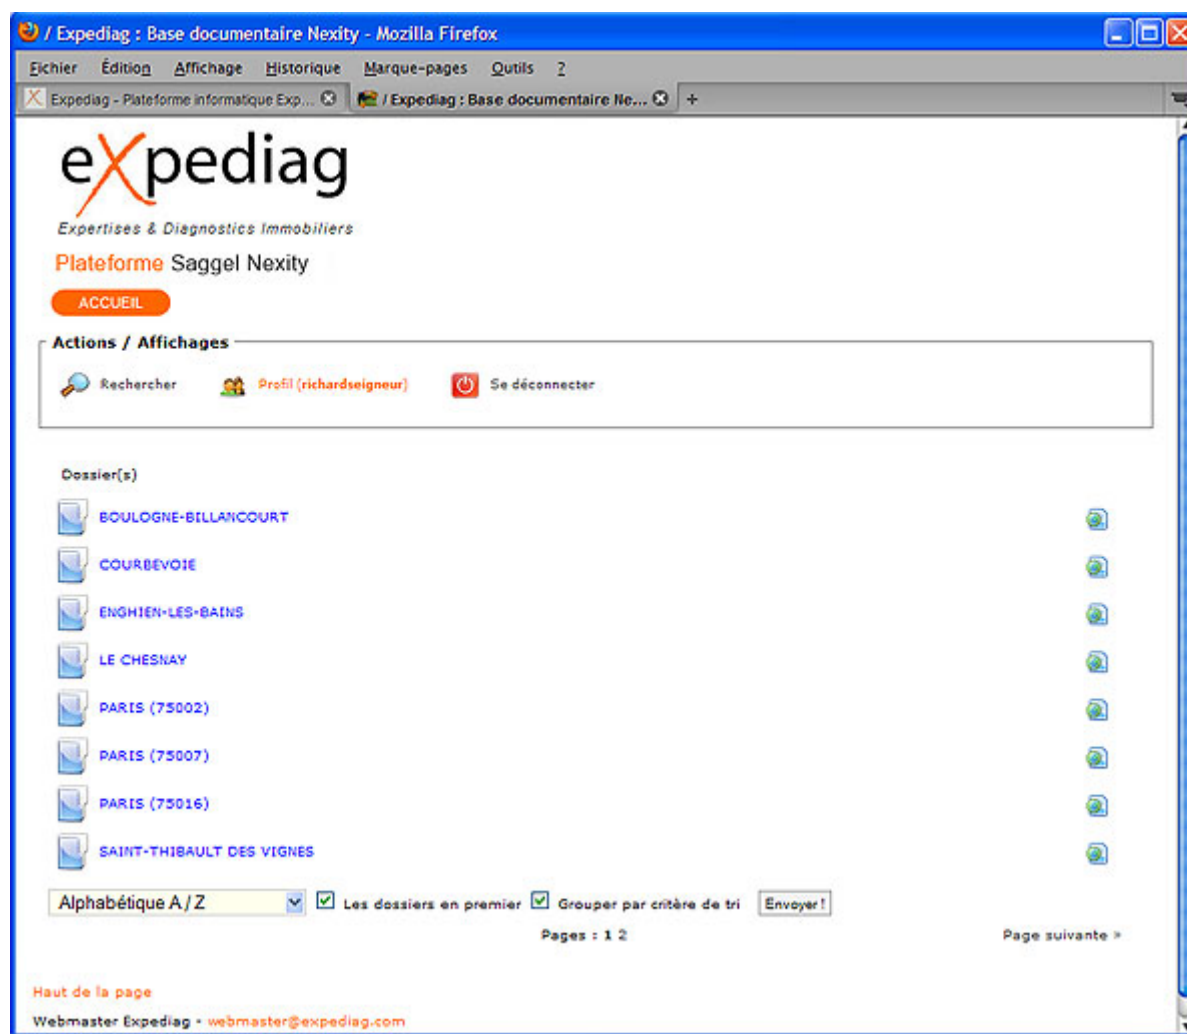 / Expediag : Base documentaire Nexity - Mozilla Firefox
Fichier Édition Affichage Historique Marque-pages Outils ?
Expediag - Plateforme informatique Exp... / Expediag : Base documentaire Ne... +
eXpediag
Expertises & Diagnostics Immobiliers
Plateforme Saggel Nexity
ACCUEIL
Actions / Affichages
Rechercher Profil (richardseigneur) Se déconnecter
Dossier(s)
BOULOGNE-BILLANCOURT
COURBEVOIE
ENGHIEN-LES-BAINS
LE CHESNAY
PARIS (75002)
PARIS (75007)
PARIS (75016)
SAINT-THIBAULT DES VIGNES
Alphabétique A / Z Les dossiers en premier Grouper par critère de tri Envoyer !
Pages : 1 2 Page suivante »
Haut de la page
Webmaster Expediag - webmaster@expediag.com